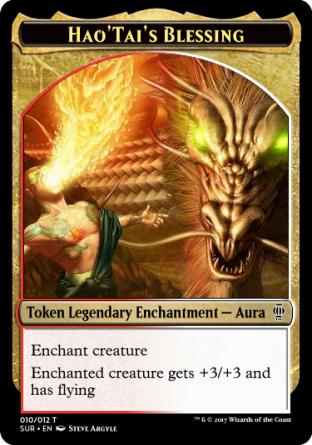 Hao'Tai's Blessing
Token Legendary Enchantment — Aura
Enchant creature
Enchanted creature gets +3/+3 and
has flying
010/012 T
SUR • EN Steve Argyle
™ & © 2017 Wizards of the Coast